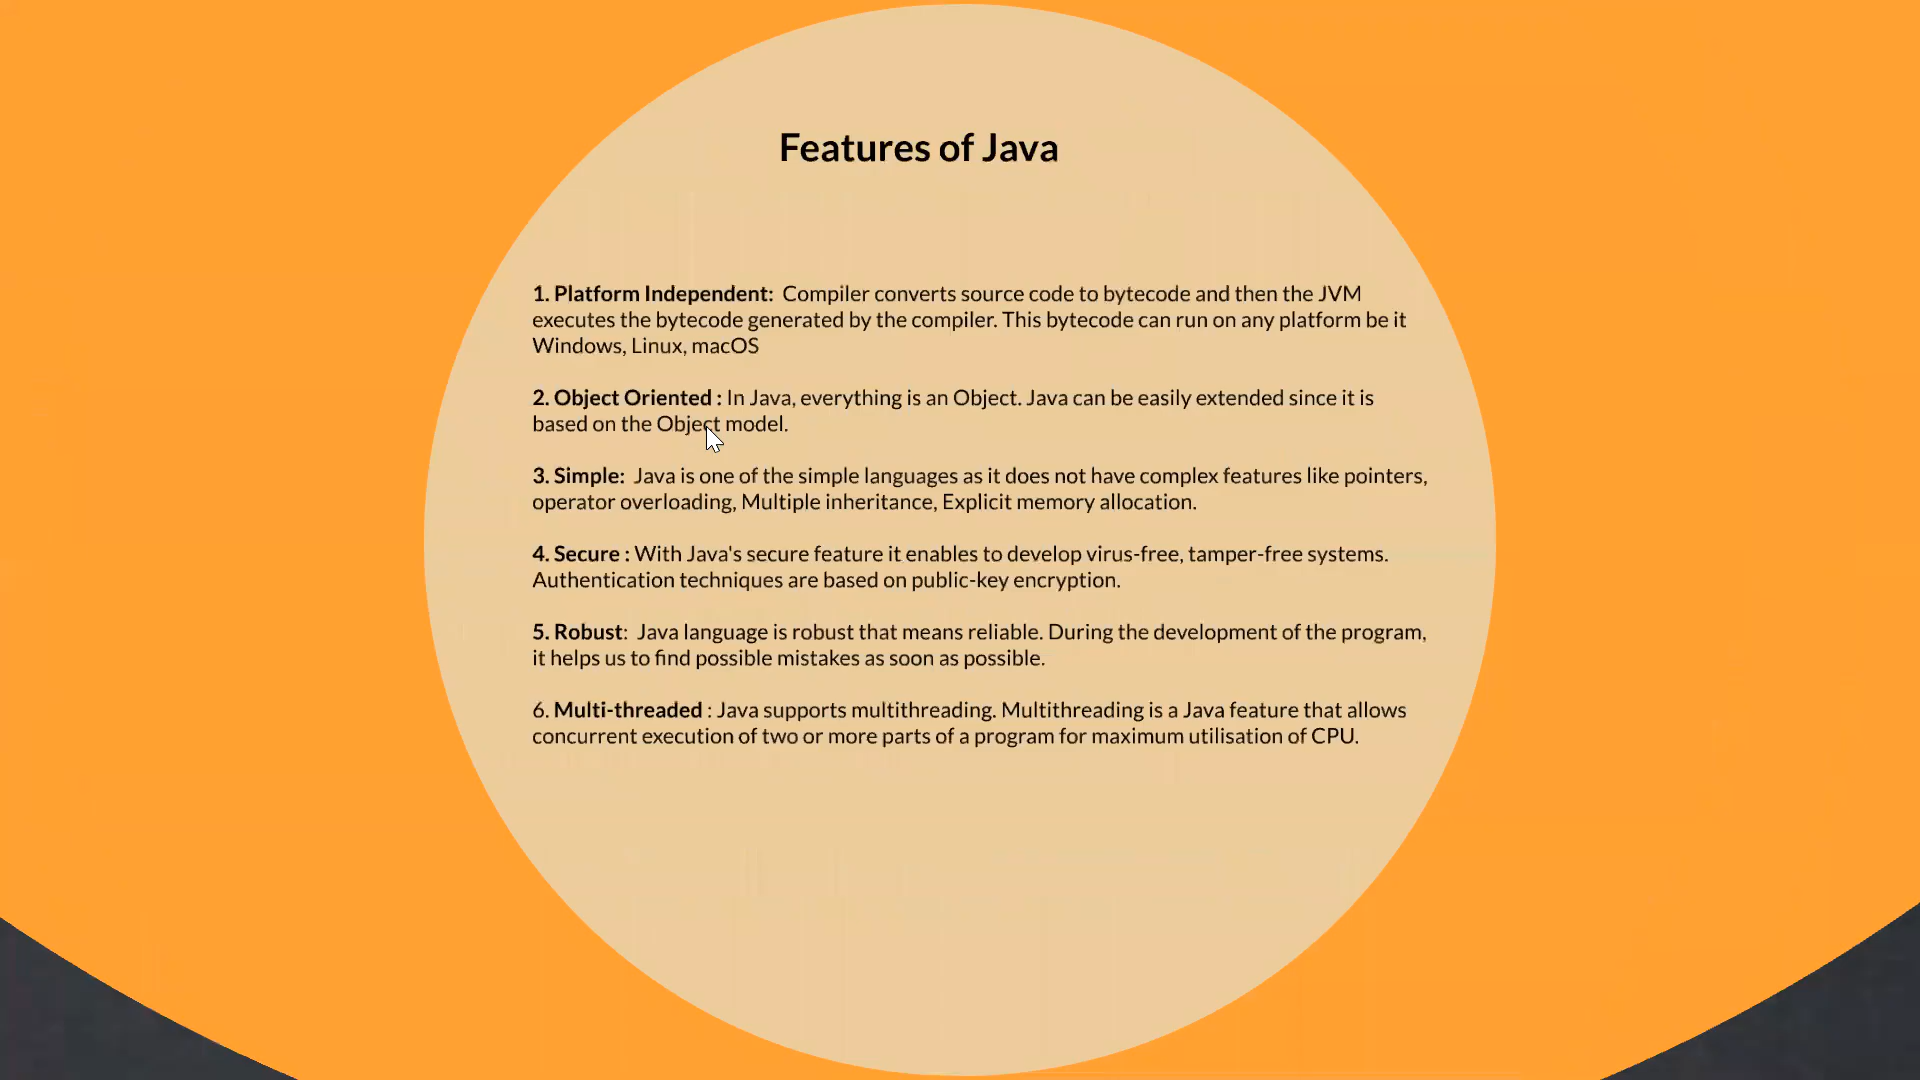 Features of Java
1. Platform Independent: Compiler converts source code to bytecode and then the JVM
executes the bytecode generated by the compiler. This bytecode can run on any platform be it
Windows, Linux, macOS
2. Object Oriented : In Java, everything is an Object. Java can be easily extended since it is
based on the Object model.
3. Simple: Java is one of the simple languages as it does not have complex features like pointers,
operator overloading, Multiple inheritance, Explicit memory allocation.
4. Secure : With Java's secure feature it enables to develop virus-free, tamper-free systems.
Authentication techniques are based on public-key encryption.
5. Robust: Java language is robust that means reliable. During the development of the program,
it helps us to find possible mistakes as soon as possible.
6. Multi-threaded : Java supports multithreading. Multithreading is a Java feature that allows
concurrent execution of two or more parts of a program for maximum utilisation of CPU.